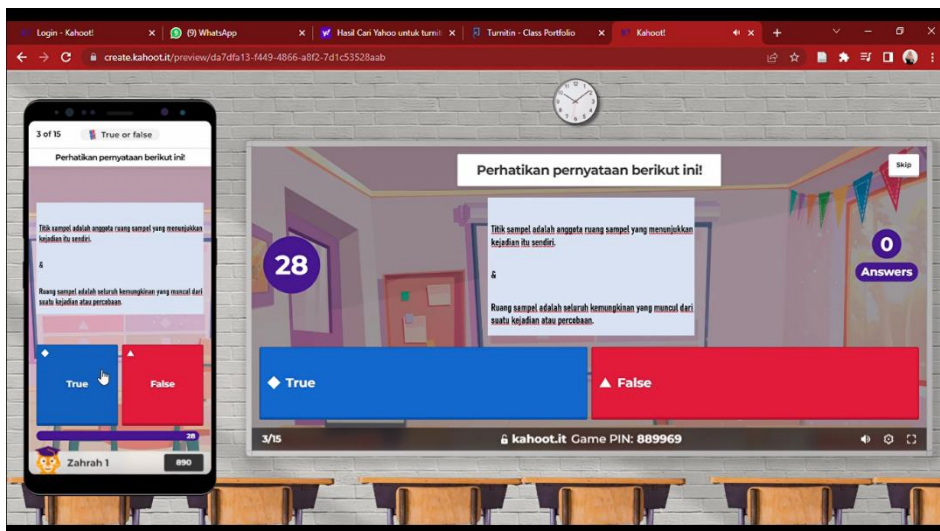 Login - Kahoot!
(9) WhatsApp
Hasil Cari Yahoo untuk turniti
Turnitin - Class Portfolio
Kahoot!
create.kahoot.it/preview/da7dfa13-f449-4866-a8f2-7d1c53528aab
3 of 15
True or false
Perhatikan pernyataan berikut ini!
Titik sampel adalah anggota ruang sampel yang menunjukkan
kejadian itu sendiri.
&
Ruang sampel adalah seluruh kemungkinan yang muncul dari
suatu kejadian atau percobaan.
True
False
28
Zahrah 1
890
Perhatikan pernyataan berikut ini!
Skip
28
Titik sampel adalah anggota ruang sampel yang menunjukkan
kejadian itu sendiri.
&
Ruang sampel adalah seluruh kemungkinan yang muncul dari
suatu kejadian atau percobaan.
0
Answers
True
False
3/15
kahoot.it Game PIN: 889969